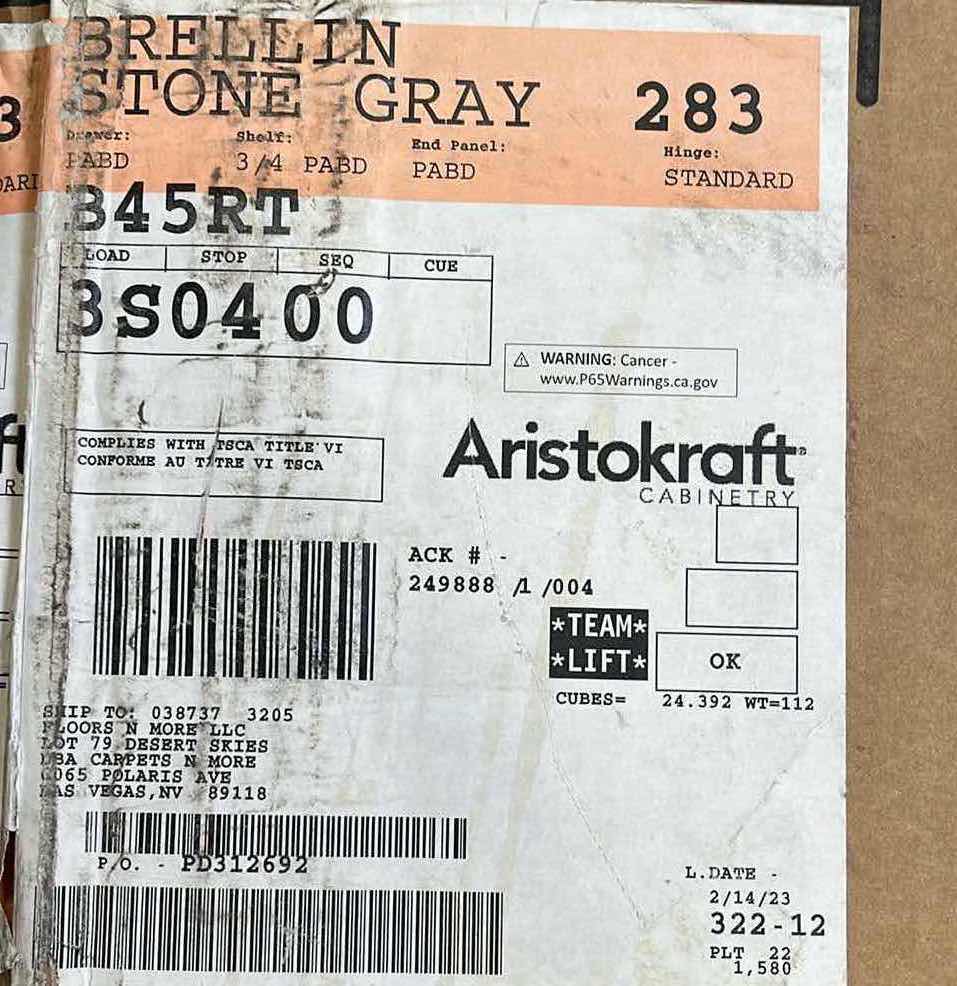 BRELLIN
STONE GRAY 283
Drawer: Shelf: End Panel: Hinge:
PABD 3/4 PABD PABD STANDARD
B45RT
LOAD STOP SEQ CUE
3S0400
WARNING: Cancer -
www.P65Warnings.ca.gov
COMPLIES WITH TSCA TITLE VI
CONFORME AU TITRE VI TSCA
Aristokraft
CABINETRY
ACK # -
249888 /1 /004
*TEAM*
*LIFT*
OK
CUBES= 24.392 WT=112
SHIP TO: 038737 3205
FLOORS N MORE LLC
LOT 79 DESERT SKIES
DBA CARPETS N MORE
POLARIS AVE
LAS VEGAS,NV 89118
P/O. - PD312692
L.DATE -
2/14/23
322-12
PLT 22
1,580